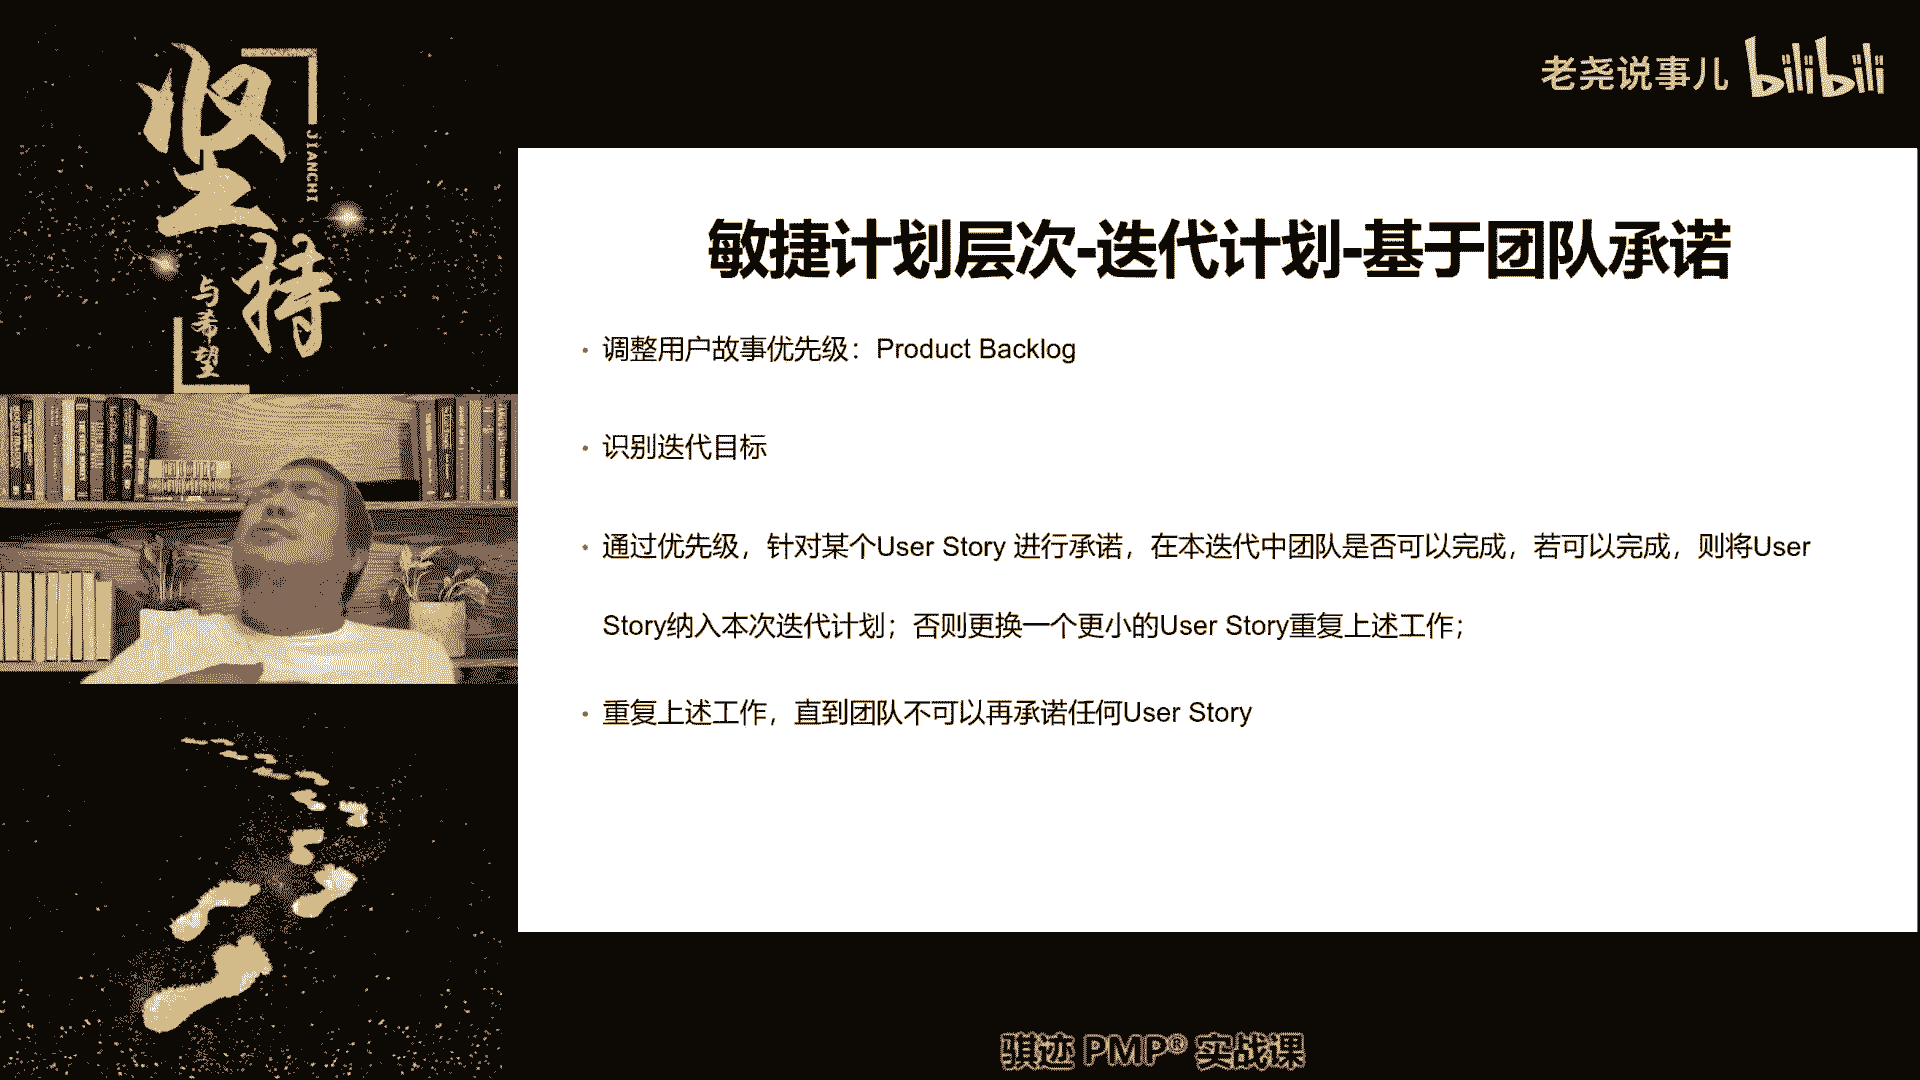 坚持
JIANCHI
与希望
老尧说事儿 bilibili
敏捷计划层次-迭代计划-基于团队承诺
• 调整用户故事优先级：Product Backlog
• 识别迭代目标
• 通过优先级，针对某个User Story 进行承诺，在本迭代中团队是否可以完成，若可以完成，则将User
Story纳入本次迭代计划；否则更换一个更小的User Story重复上述工作；
• 重复上述工作，直到团队不可以再承诺任何User Story
骐迹 PMP® 实战课